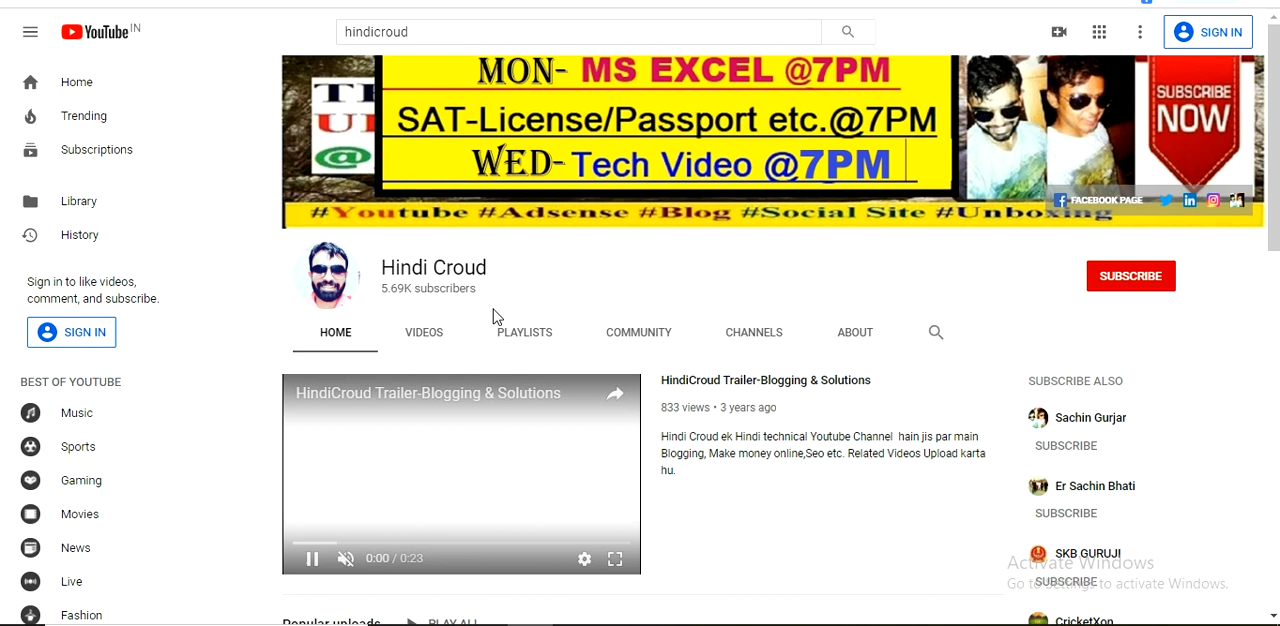 YouTube IN
hindicroud
SIGN IN
Home
Trending
Subscriptions
Library
History
Sign in to like videos,
comment, and subscribe.
SIGN IN
BEST OF YOUTUBE
Music
Sports
Gaming
Movies
News
Live
Fashion
MON- MS EXCEL @7PM
SAT-License/Passport etc.@7PM
WED- Tech Video @7PM
SUBSCRIBE
NOW
FACEBOOK PAGE
#Youtube #Adsense #Blog #Social Site #Unboxing
Hindi Croud
5.69K subscribers
SUBSCRIBE
HOME
VIDEOS
PLAYLISTS
COMMUNITY
CHANNELS
ABOUT
HindiCroud Trailer-Blogging & Solutions
0:00 / 0:23
HindiCroud Trailer-Blogging & Solutions
833 views • 3 years ago
Hindi Croud ek Hindi technical Youtube Channel hain jis par main
Blogging, Make money online,Seo etc. Related Videos Upload karta
hu.
SUBSCRIBE ALSO
Sachin Gurjar
SUBSCRIBE
Er Sachin Bhati
SUBSCRIBE
SKB GURUJI
SUBSCRIBE
CricketXon
Activate Windows
Go to Settings to activate Windows.
Popular uploads
PLAY ALL